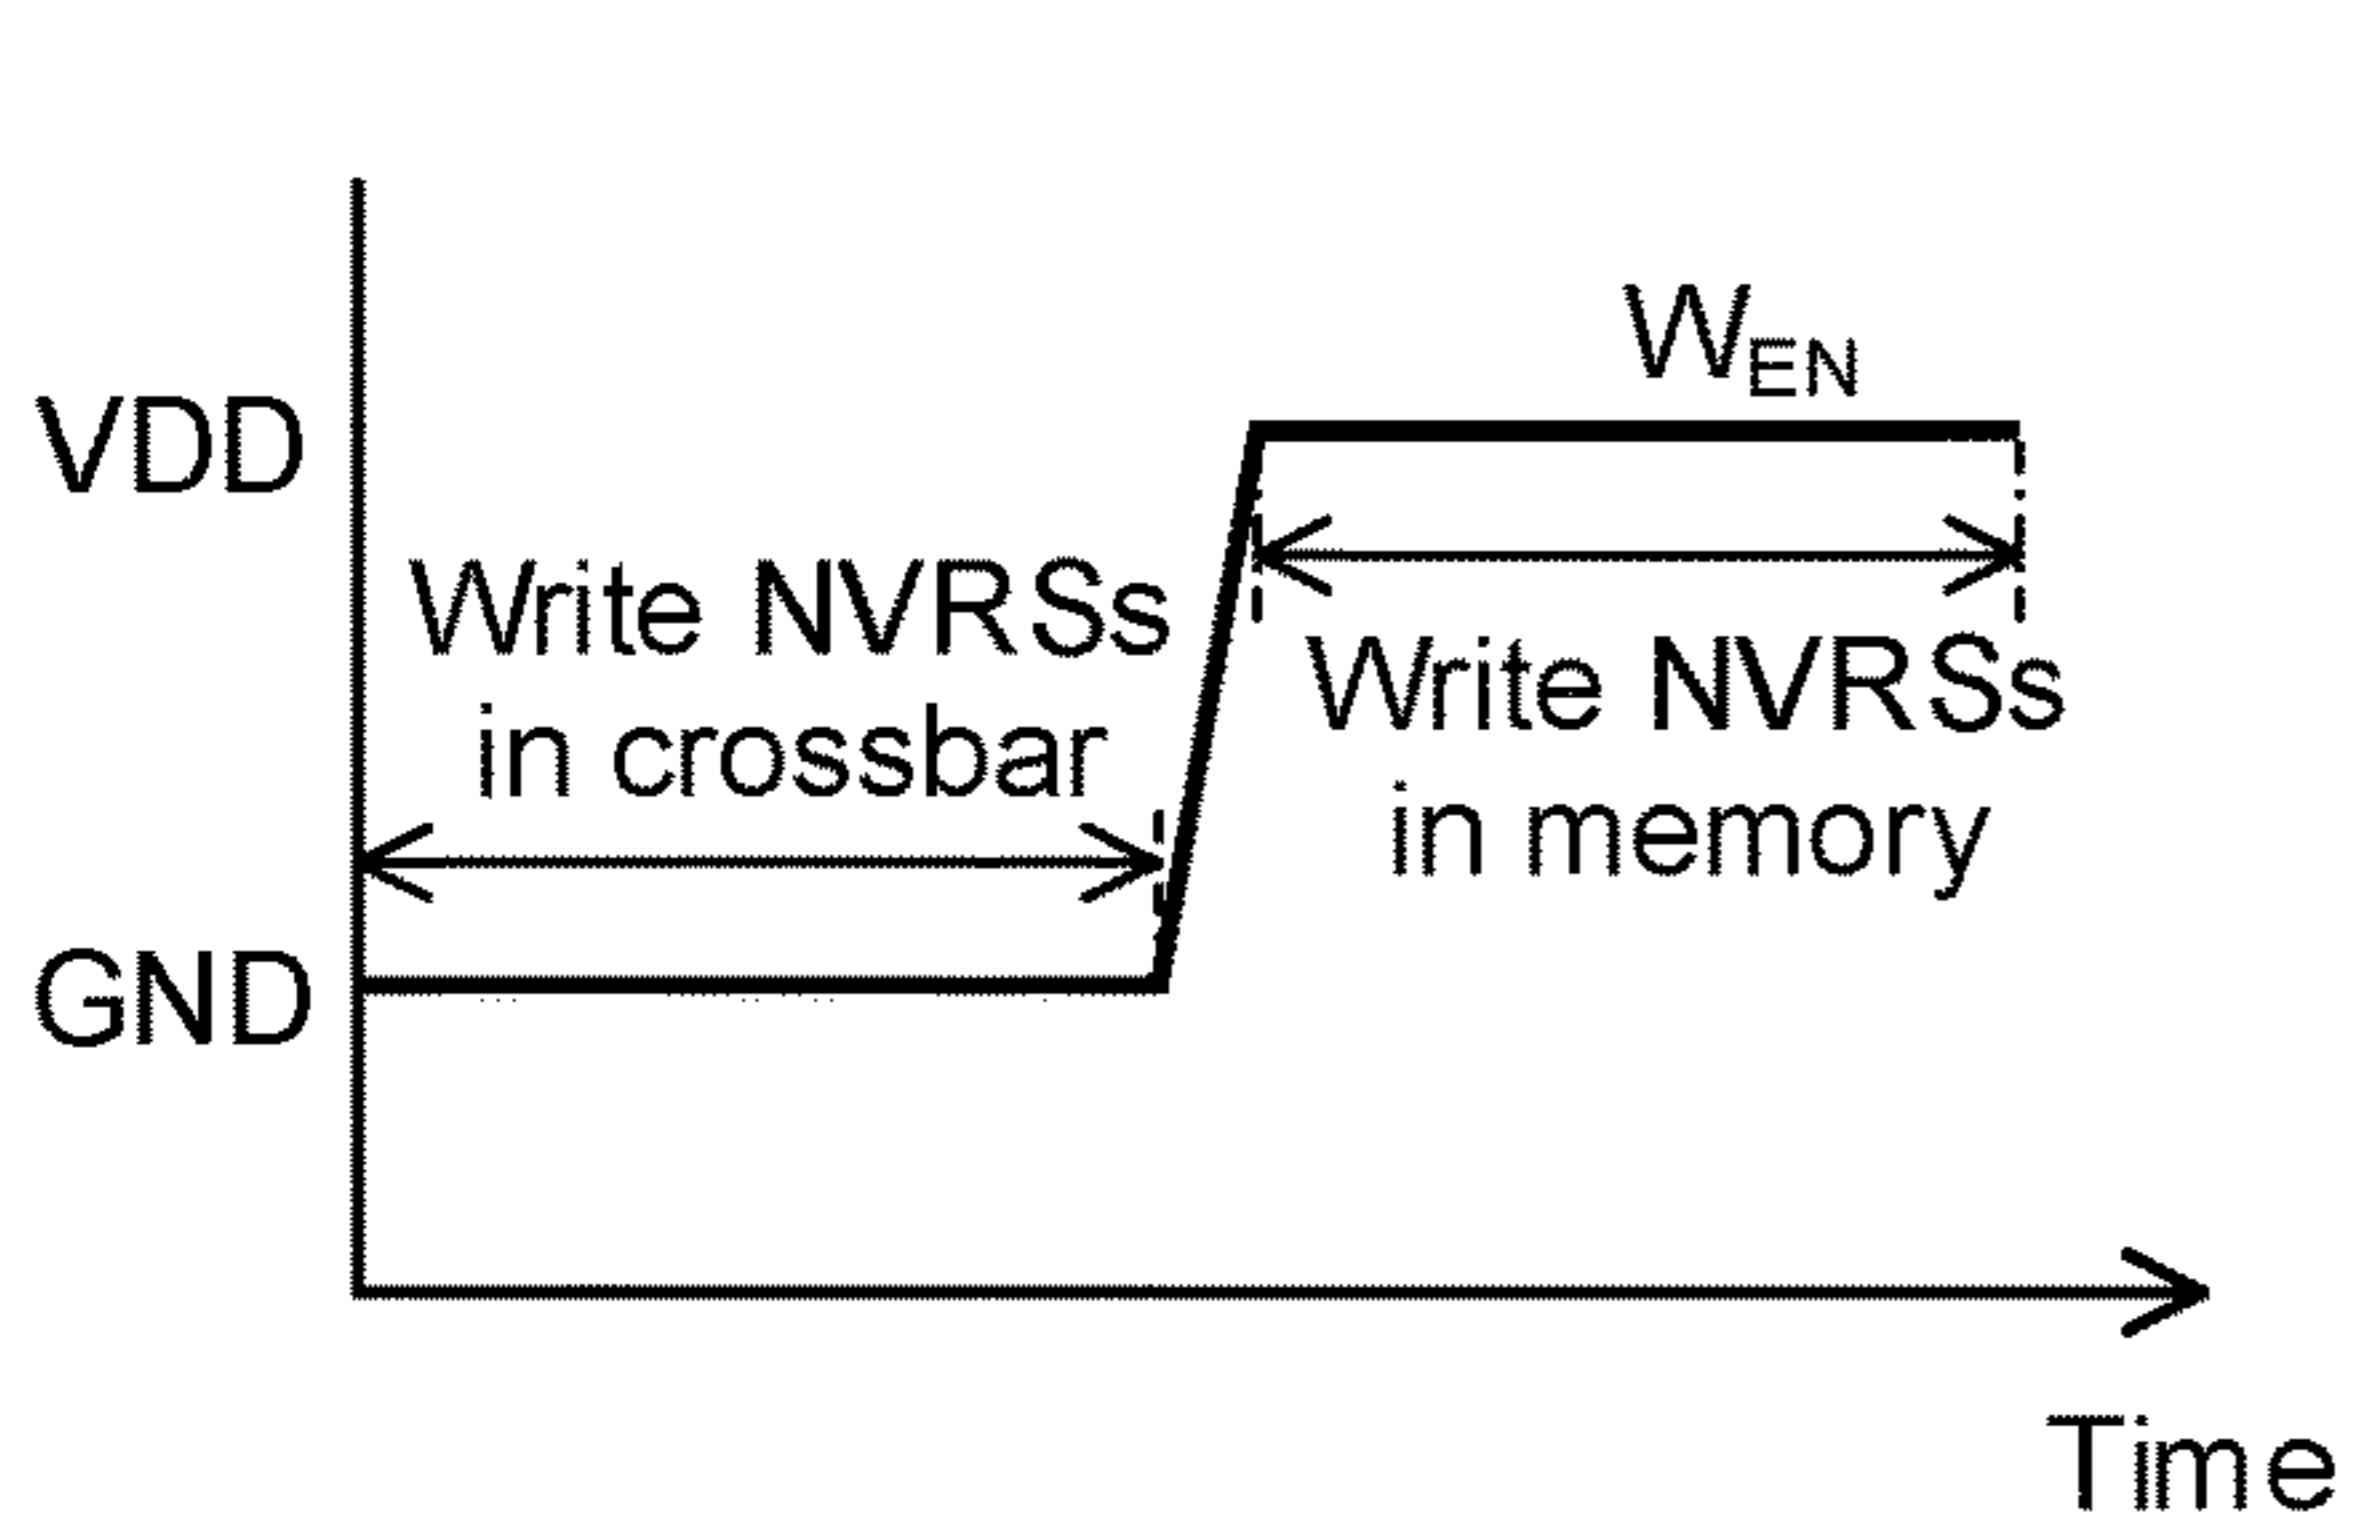 W_EN
VDD
Write NVRSs
in crossbar
Write NVRSs
in memory
GND
Time